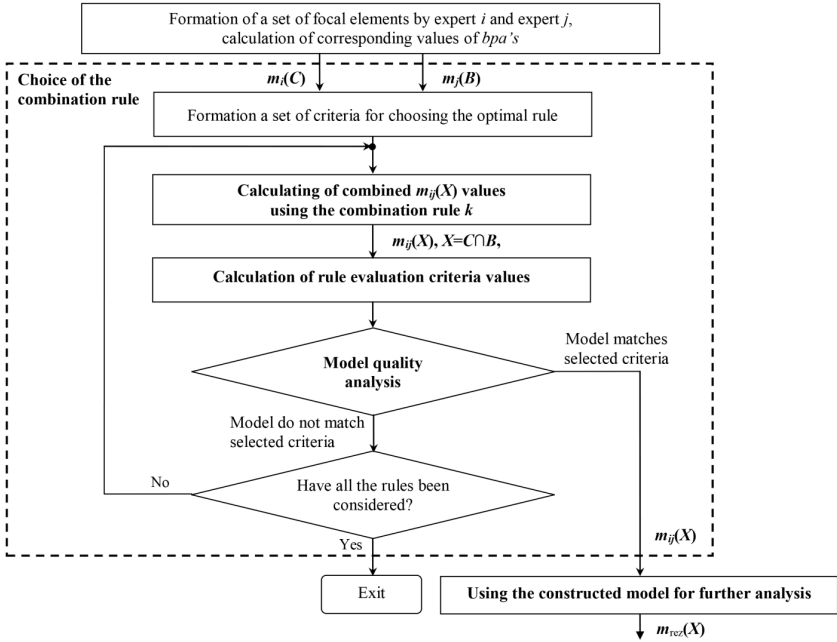 Formation of a set of focal elements by expert i and expert j,
calculation of corresponding values of bpa's
Choice of the
combination rule
mi(C)
mj(B)
Formation a set of criteria for choosing the optimal rule
Calculating of combined mij(X) values
using the combination rule k
mij(X), X=C∩B,
Calculation of rule evaluation criteria values
Model matches
selected criteria
Model quality
analysis
Model do not match
selected criteria
No
Have all the rules been
considered?
Yes
mij(X)
Exit
Using the constructed model for further analysis
mrez(X)